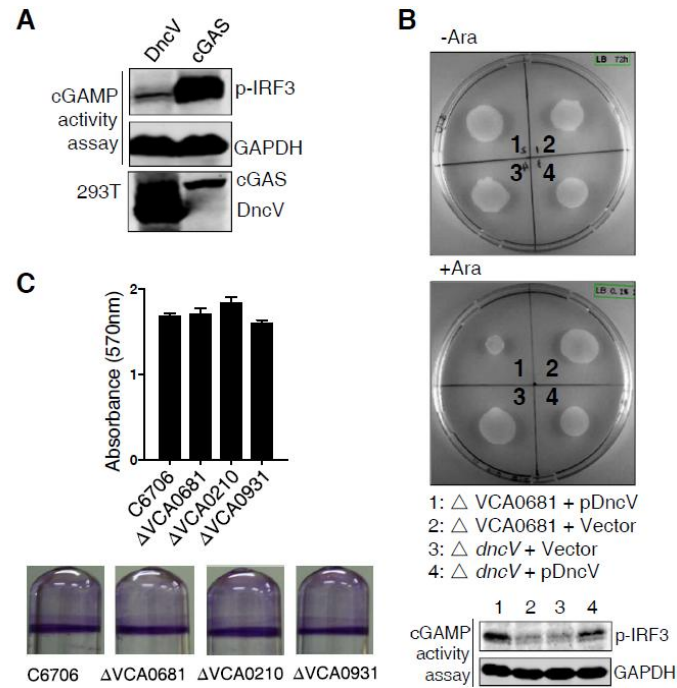 A
DncV
cGAS
cGAMP
activity
assay
p-IRF3
GAPDH
293T
cGAS
DncV
B
-Ara
LB 72h
1 2
3 4
+Ara
1 2
3 4
1: △ VCA0681 + pDncV
2: △ VCA0681 + Vector
3: △ dncV + Vector
4: △ dncV + pDncV
1 2 3 4
cGAMP
activity
assay
p-IRF3
GAPDH
C
Absorbance (570nm)
2
1
0
C6706
ΔVCA0681
ΔVCA0210
ΔVCA0931
C6706 ΔVCA0681 ΔVCA0210 ΔVCA0931